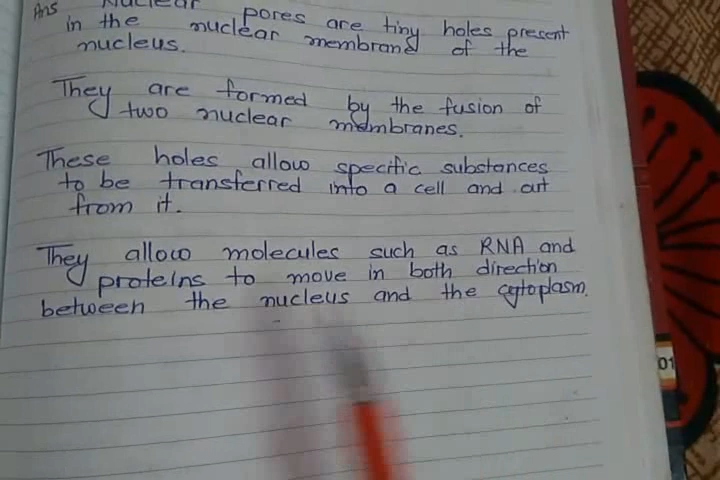 Ans Nuclear pores are tiny holes present
in the nuclear membrane of the
nucleus.
They are formed by the fusion of
two nuclear membranes.
These holes allow specific substances
to be transferred into a cell and out
from it.
They allow molecules such as RNA and
proteins to move in both direction
between the nucleus and the cytoplasm.
01